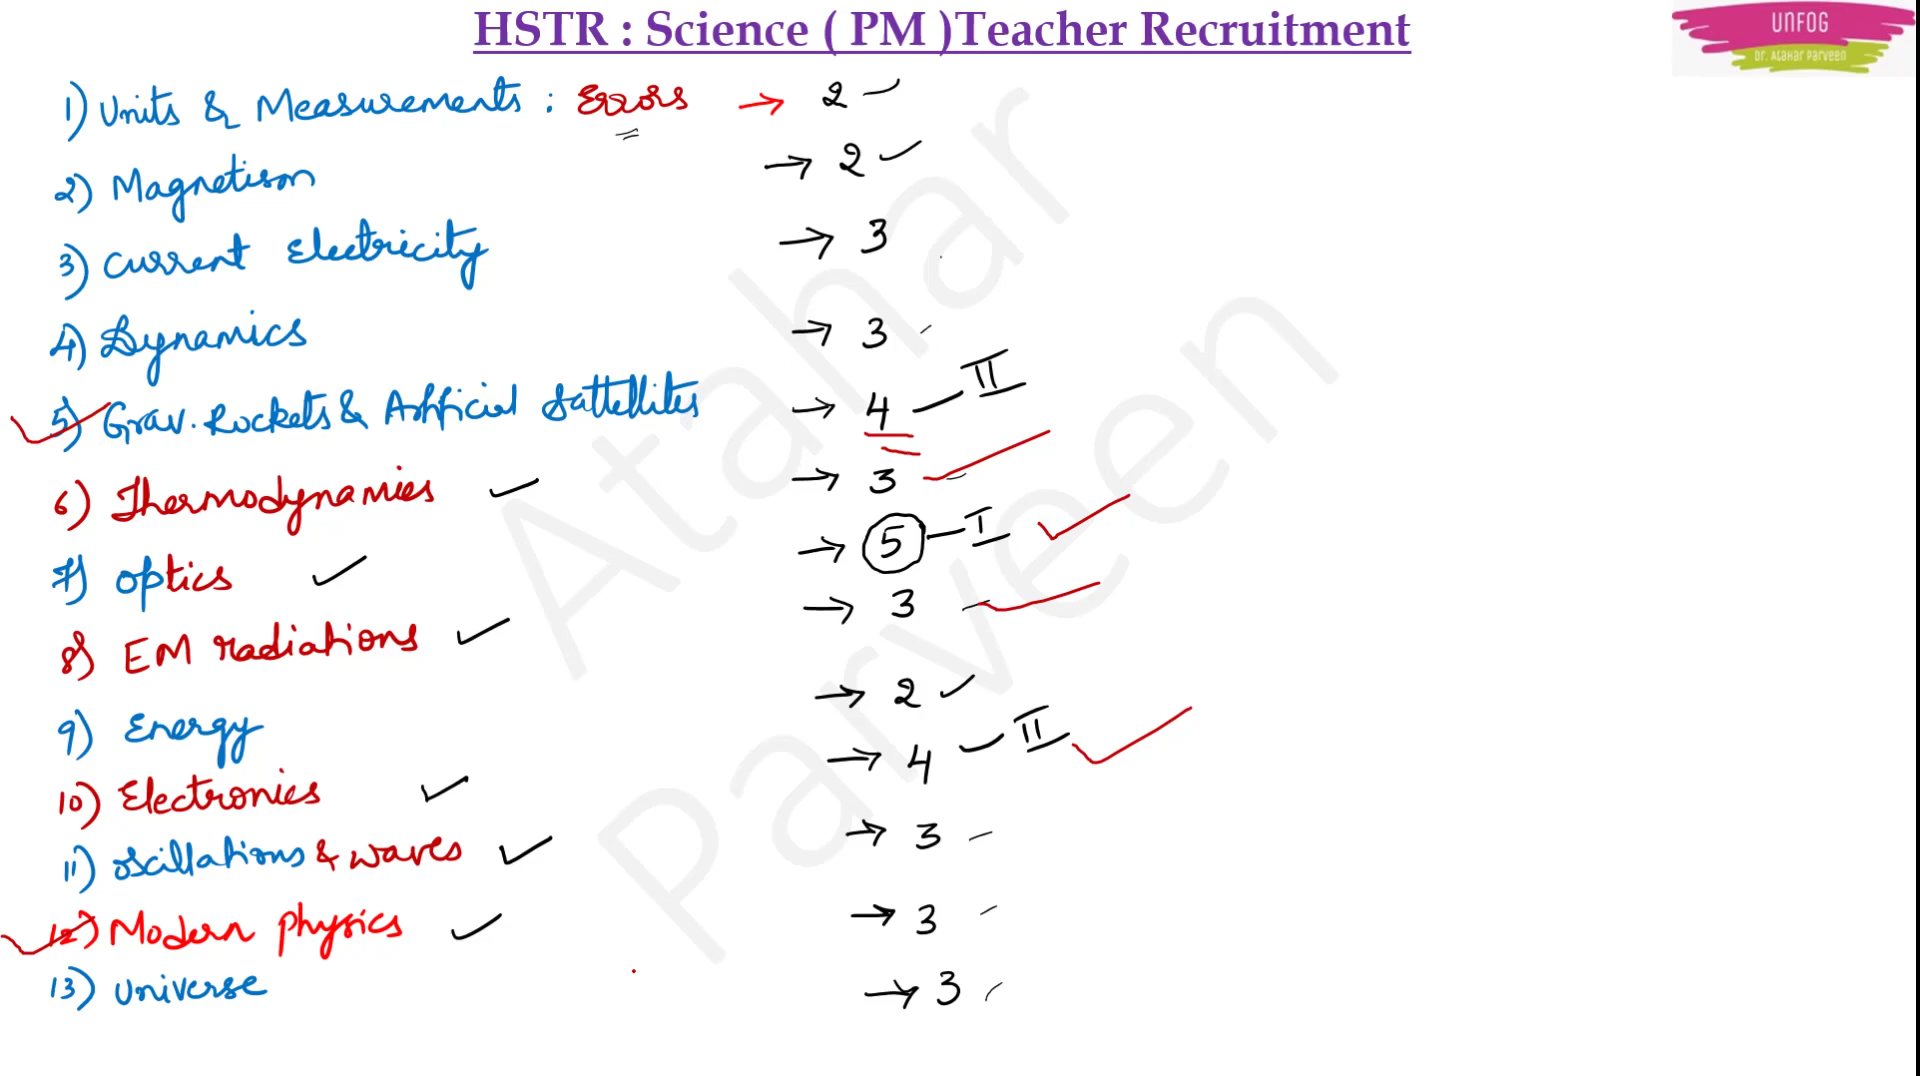 HSTR : Science ( PM )Teacher Recruitment
UNFOG
Dr. Atahar Parveen
1) Units & Measurements : Errors → 2
2) Magnetism → 2
3) Current Electricity → 3
4) Dynamics → 3
5) Grav. Rockets & Artificial Sattellites → 4 — II
6) Thermodynamics → 3
7) optics → 5 — I
8) EM radiations → 3
9) Energy → 2
10) Electronics → 4 — II
11) oscillations & waves → 3
12) Modern physics → 3
13) universe → 3
Atahar
Parveen